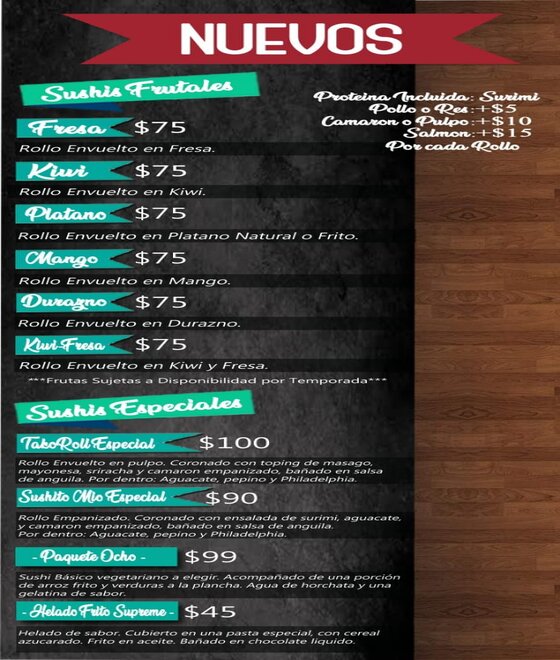 NUEVOS
Sushis Frutales
Proteina Incluida: Surimi
Pollo o Res:+$5
Camaron o Pulpo:+$10
Salmon:+$15
Por cada Rollo
Fresa $75
Rollo Envuelto en Fresa.
Kiwi $75
Rollo Envuelto en Kiwi.
Platano $75
Rollo Envuelto en Platano Natural o Frito.
Mango $75
Rollo Envuelto en Mango.
Durazno $75
Rollo Envuelto en Durazno.
Kiwi-Fresa $75
Rollo Envuelto en Kiwi y Fresa.
***Frutas Sujetas a Disponibilidad por Temporada***
Sushis Especiales
TakoRoll Especial $100
Rollo Envuelto en pulpo. Coronado con toping de masago,
mayonesa, sriracha y camaron empanizado, bañado en salsa
de anguila. Por dentro: Aguacate, pepino y Philadelphia.
Sushito Mio Especial $90
Rollo Empanizado. Coronado con ensalada de surimi, aguacate,
y camaron empanizado, bañado en salsa de anguila.
Por dentro: Aguacate, pepino y Philadelphia.
- Paquete Ocho - $99
Sushi Básico vegetariano a elegir. Acompañado de una porción
de arroz frito y verduras a la plancha. Agua de horchata y una
gelatina de sabor.
- Helado Frito Supreme - $45
Helado de sabor. Cubierto en una pasta especial, con cereal
azucarado. Frito en aceite. Bañado en chocolate liquido.